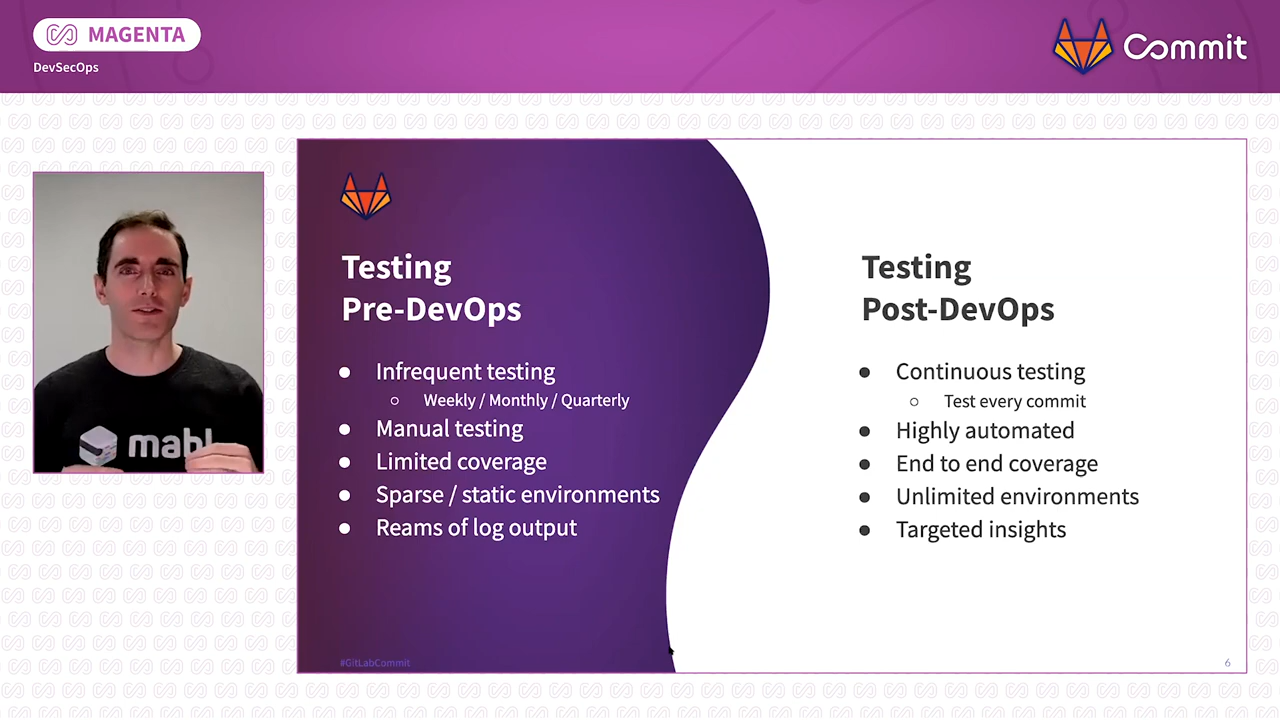 MAGENTA
DevSecOps
Commit
mabl
Testing
Pre-DevOps
Infrequent testing
Weekly / Monthly / Quarterly
Manual testing
Limited coverage
Sparse / static environments
Reams of log output
#GitLabCommit
Testing
Post-DevOps
Continuous testing
Test every commit
Highly automated
End to end coverage
Unlimited environments
Targeted insights
6